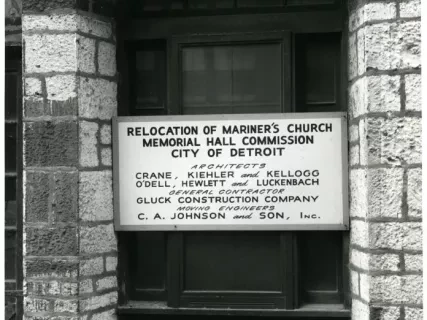 RELOCATION OF MARINER'S CHURCH
MEMORIAL HALL COMMISSION
CITY OF DETROIT
ARCHITECTS
CRANE, KIEHLER and KELLOGG
O'DELL, HEWLETT and LUCKENBACH
GENERAL CONTRACTOR
GLUCK CONSTRUCTION COMPANY
MOVING ENGINEERS
C. A. JOHNSON and SON, INC.